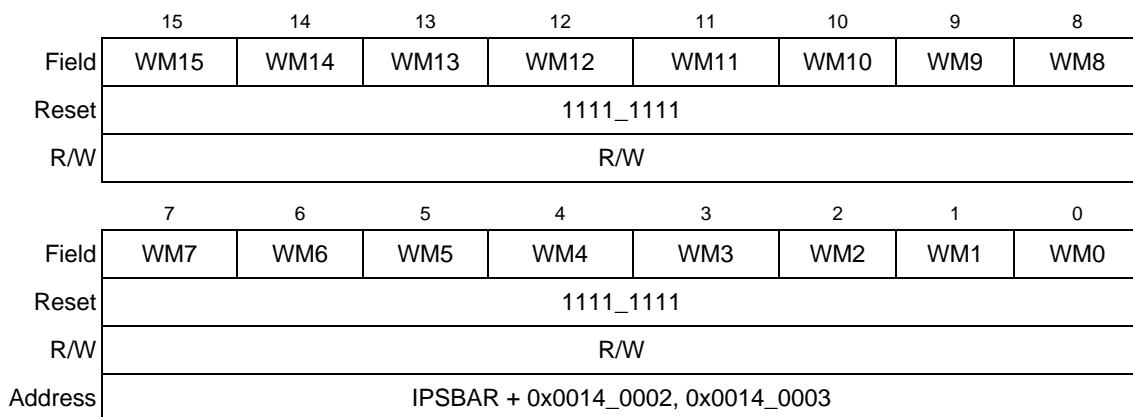 15 14 13 12 11 10 9 8
Field WM15 WM14 WM13 WM12 WM11 WM10 WM9 WM8
Reset 1111_1111
R/W R/W
7 6 5 4 3 2 1 0
Field WM7 WM6 WM5 WM4 WM3 WM2 WM1 WM0
Reset 1111_1111
R/W R/W
Address IPSBAR + 0x0014_0002, 0x0014_0003